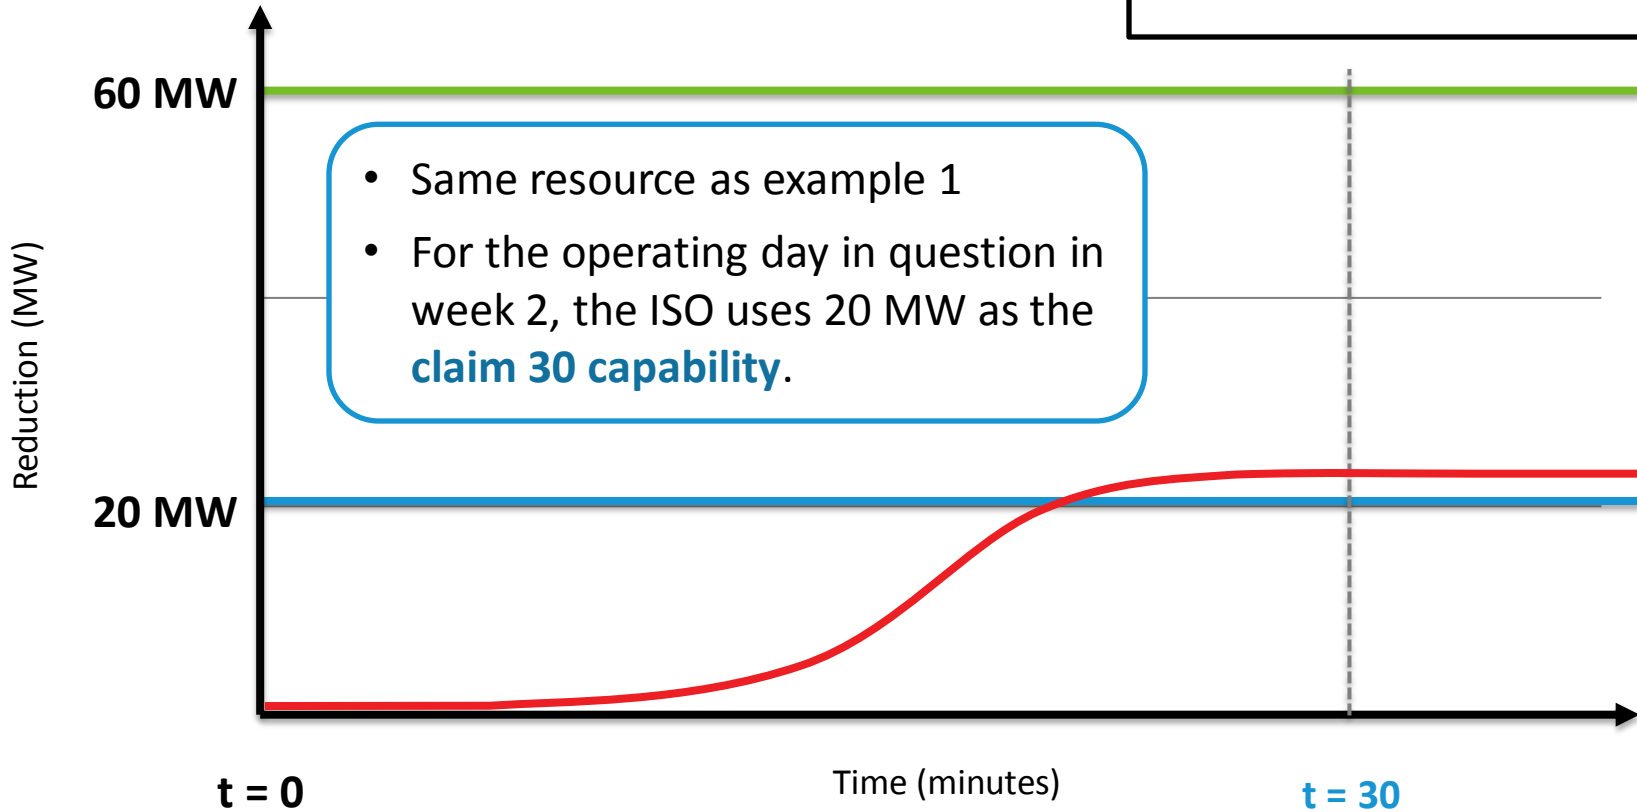 60 MW
• Same resource as example 1
• For the operating day in question in
week 2, the ISO uses 20 MW as the
claim 30 capability.
Reduction (MW)
20 MW
t = 0
Time (minutes)
t = 30